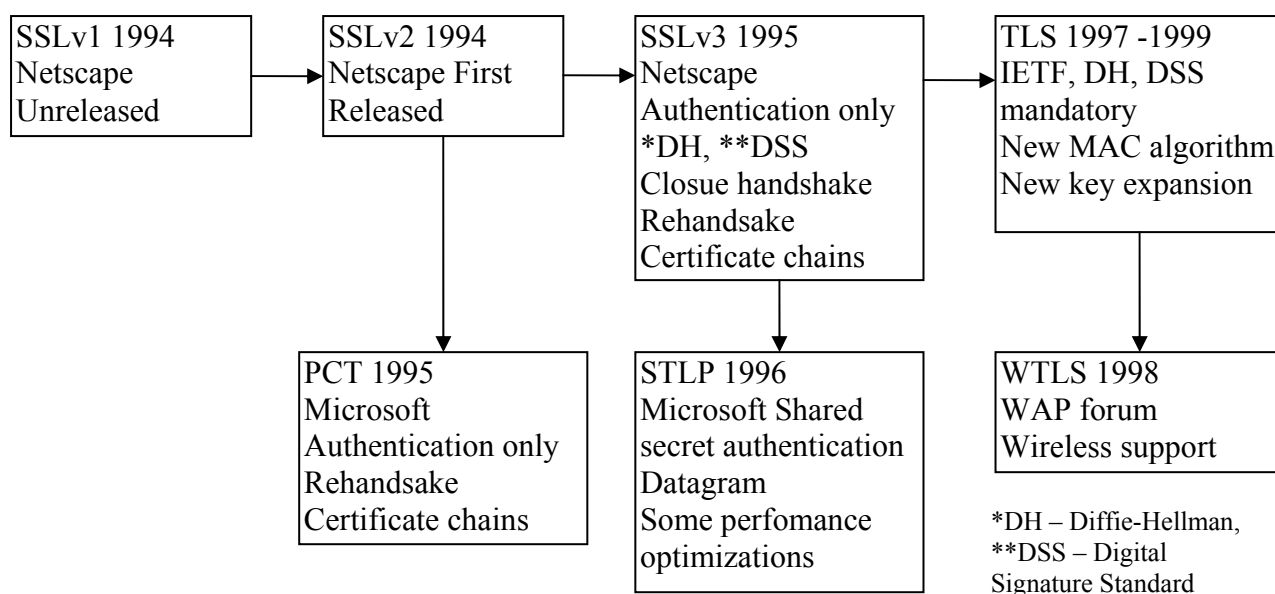 SSLv1 1994
Netscape
Unreleased
SSLv2 1994
Netscape First
Released
SSLv3 1995
Netscape
Authentication only
*DH, **DSS
Closue handshake
Rehandsake
Certificate chains
TLS 1997 -1999
IETF, DH, DSS
mandatory
New MAC algorithm
New key expansion
PCT 1995
Microsoft
Authentication only
Rehandsake
Certificate chains
STLP 1996
Microsoft Shared
secret authentication
Datagram
Some perfomance
optimizations
WTLS 1998
WAP forum
Wireless support
*DH – Diffie-Hellman,
**DSS – Digital
Signature Standard